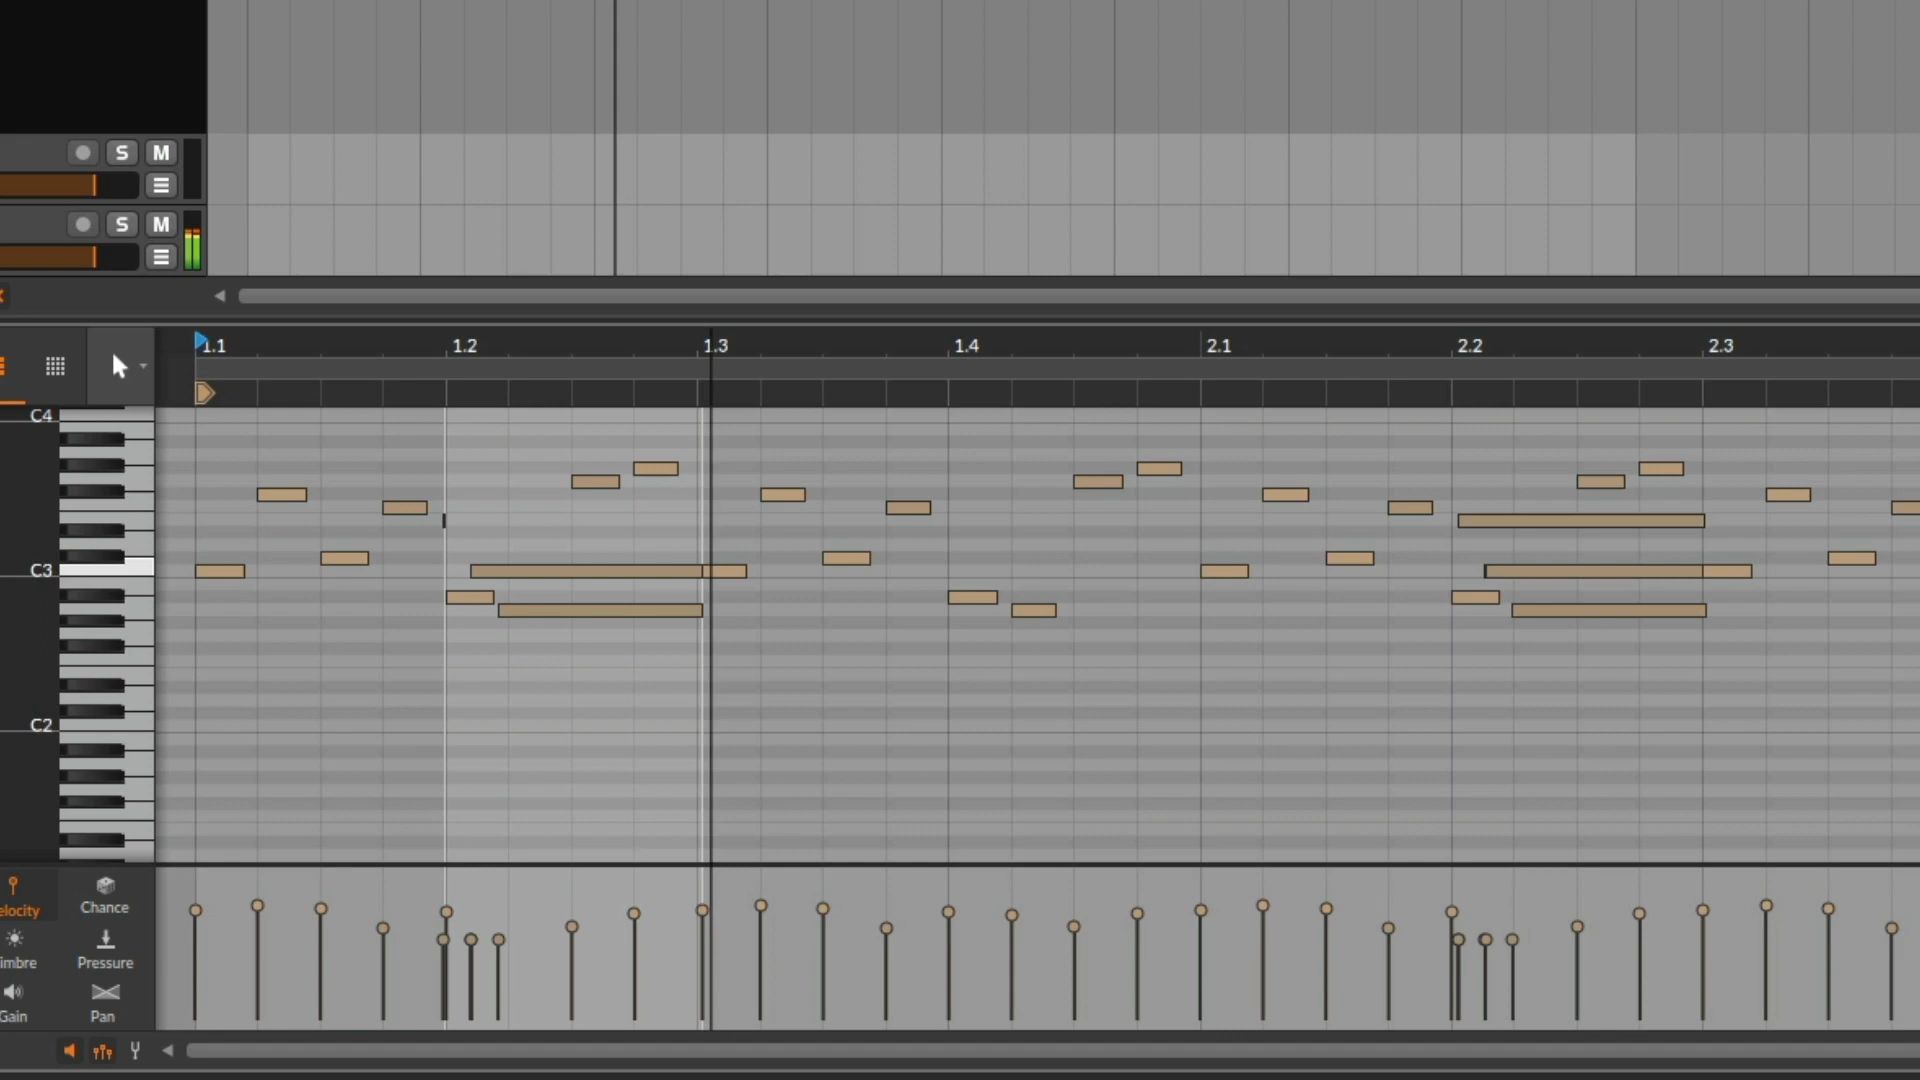 S M
S M
1.1 1.2 1.3 1.4 2.1 2.2 2.3
C4
C3
C2
elocity Chance
imbre Pressure
Gain Pan